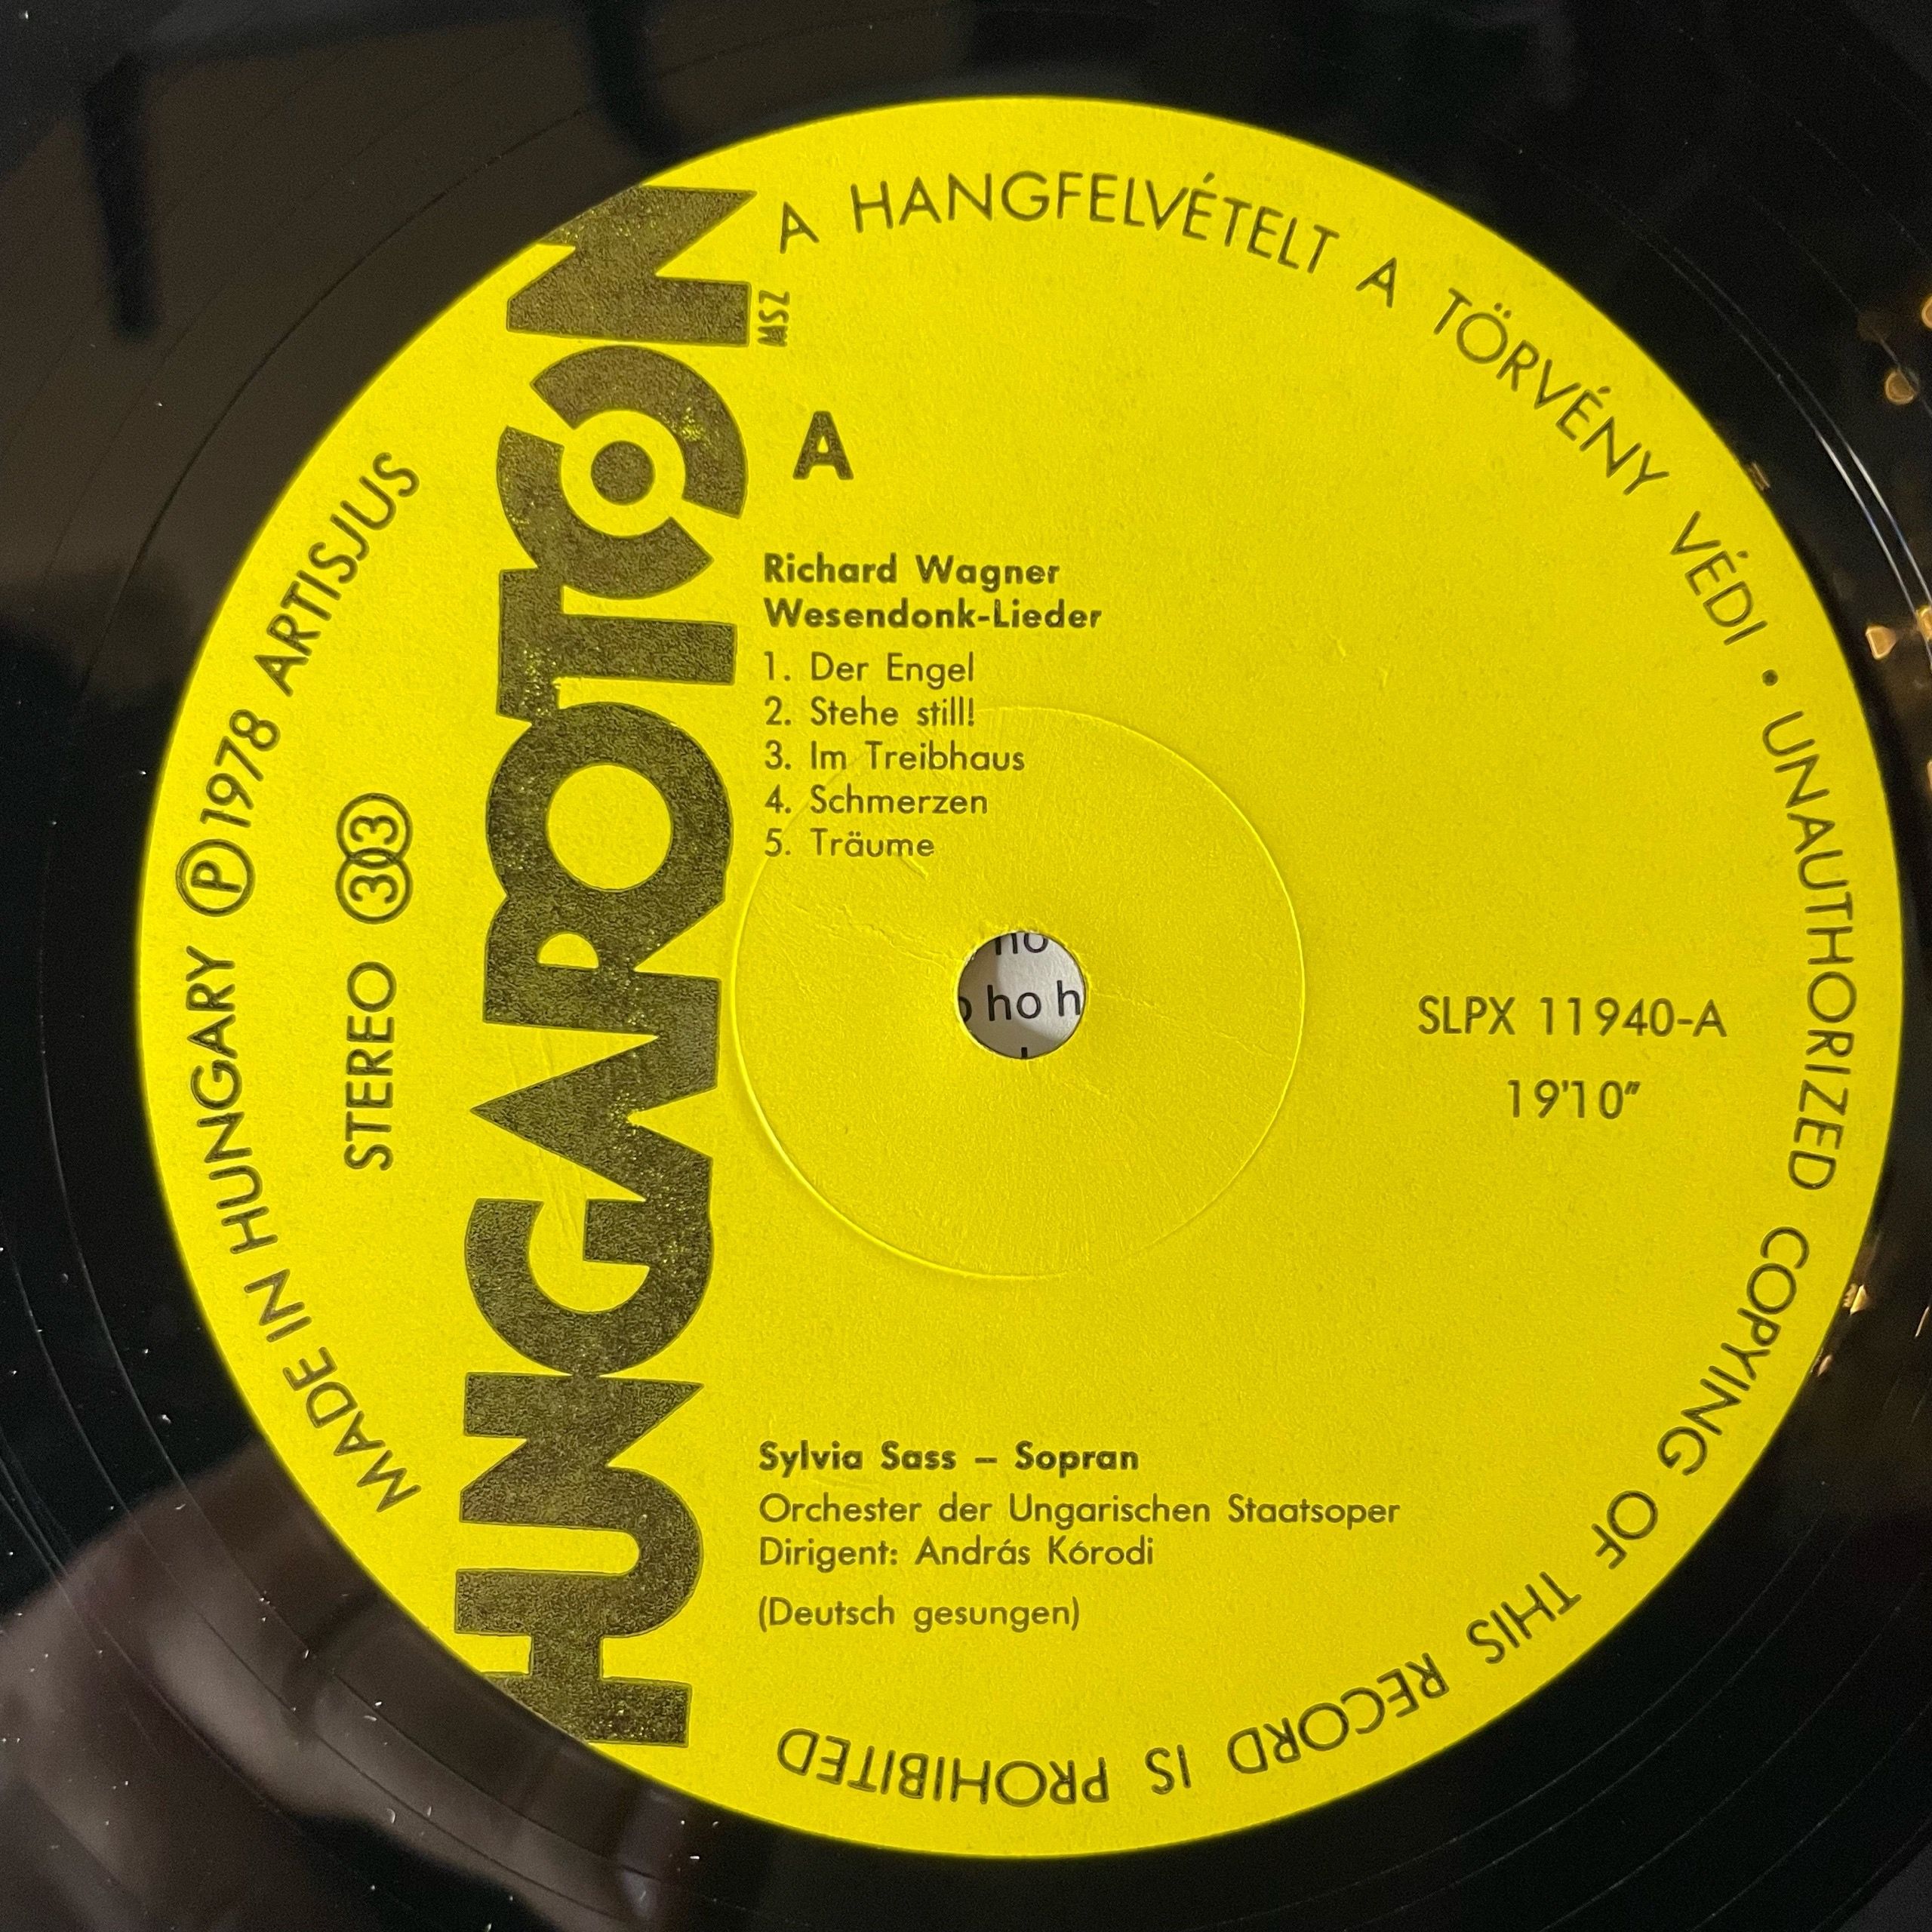 A HANGFELVÉTELT A TÖRVÉNY VÉDI • UNAUTHORIZED COPYING OF THIS RECORD IS PROHIBITED
MADE IN HUNGARY Ⓟ 1978 ARTISJUS
STEREO 33
HUNGAROTON
MSZ
A
Richard Wagner
Wesendonk-Lieder
1. Der Engel
2. Stehe still!
3. Im Treibhaus
4. Schmerzen
5. Träume
ho
ho h
SLPX 11940-A
19'10"
Sylvia Sass – Sopran
Orchester der Ungarischen Staatsoper
Dirigent: András Kórodi
(Deutsch gesungen)